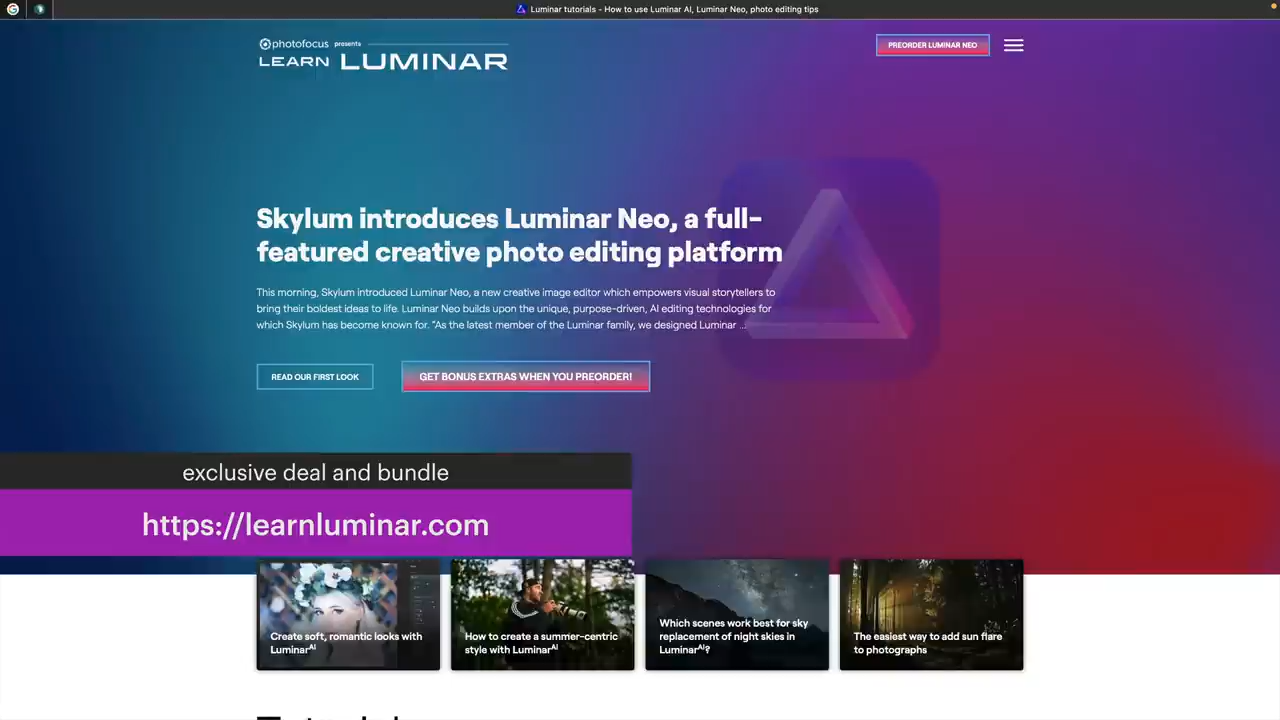 Luminar tutorials - How to use Luminar AI, Luminar Neo, photo editing tips
photofocus presents
LEARN LUMINAR
PREORDER LUMINAR NEO
Skylum introduces Luminar Neo, a full-
featured creative photo editing platform
This morning, Skylum introduced Luminar Neo, a new creative image editor which empowers visual storytellers to
bring their boldest ideas to life. Luminar Neo builds upon the unique, purpose-driven, AI editing technologies for
which Skylum has become known for. "As the latest member of the Luminar family, we designed Luminar ...
READ OUR FIRST LOOK
GET BONUS EXTRAS WHEN YOU PREORDER!
exclusive deal and bundle
https://learnluminar.com
Create soft, romantic looks with
LuminarAI
How to create a summer-centric
style with LuminarAI
Which scenes work best for sky
replacement of night skies in
LuminarAI?
The easiest way to add sun flare
to photographs